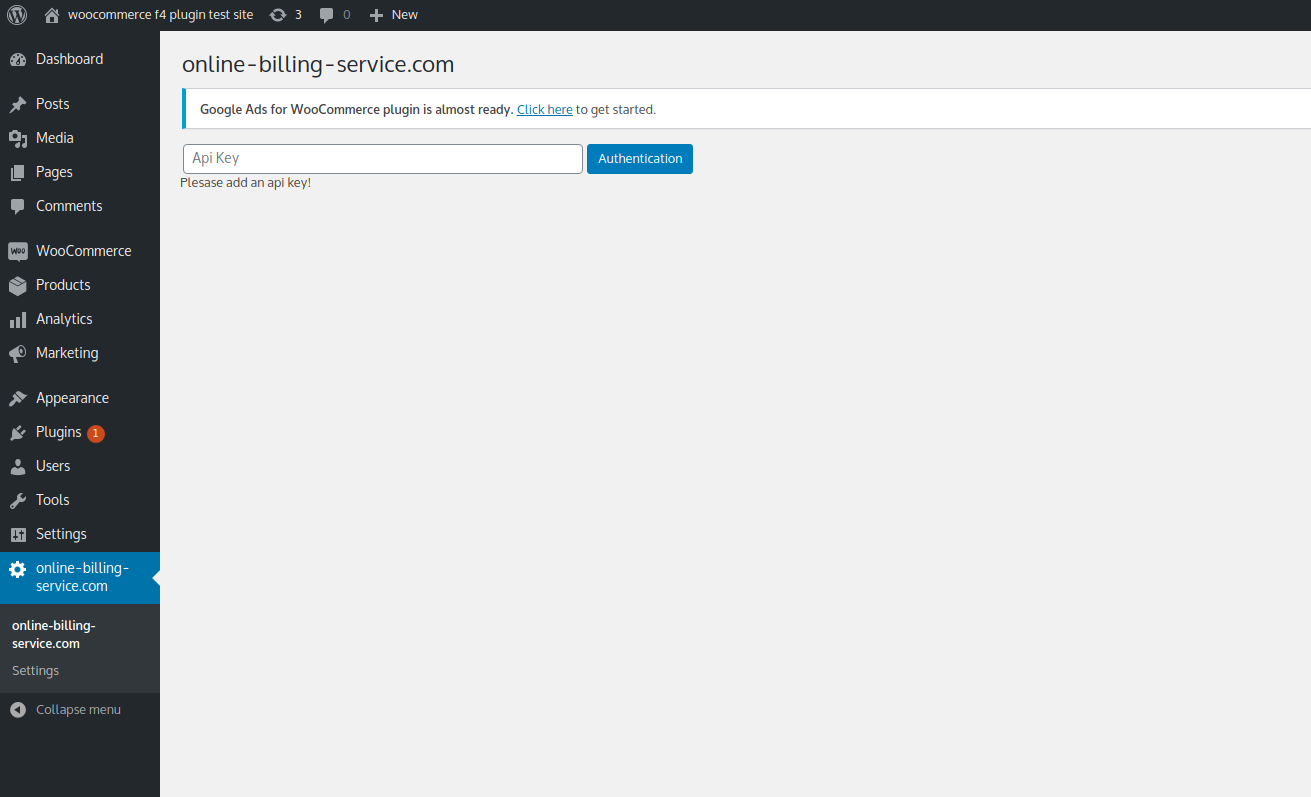 woocommerce f4 plugin test site 3 0 New
Dashboard
Posts
Media
Pages
Comments
WooCommerce
Products
Analytics
Marketing
Appearance
Plugins 1
Users
Tools
Settings
online-billing-
service.com
online-billing-
service.com
Settings
Collapse menu
online-billing-service.com
Google Ads for WooCommerce plugin is almost ready. Click here to get started.
Api Key Authentication
Plesase add an api key!